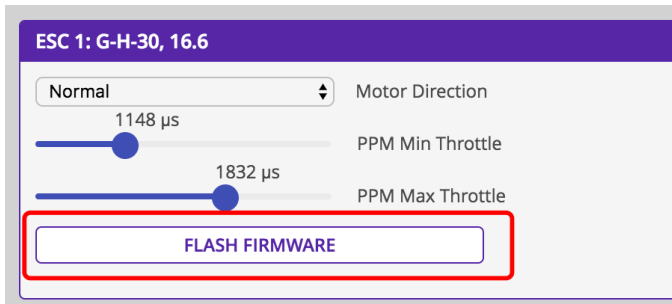 ESC 1: G-H-30, 16.6
Normal Motor Direction
1148 μs
PPM Min Throttle
1832 μs
PPM Max Throttle
FLASH FIRMWARE